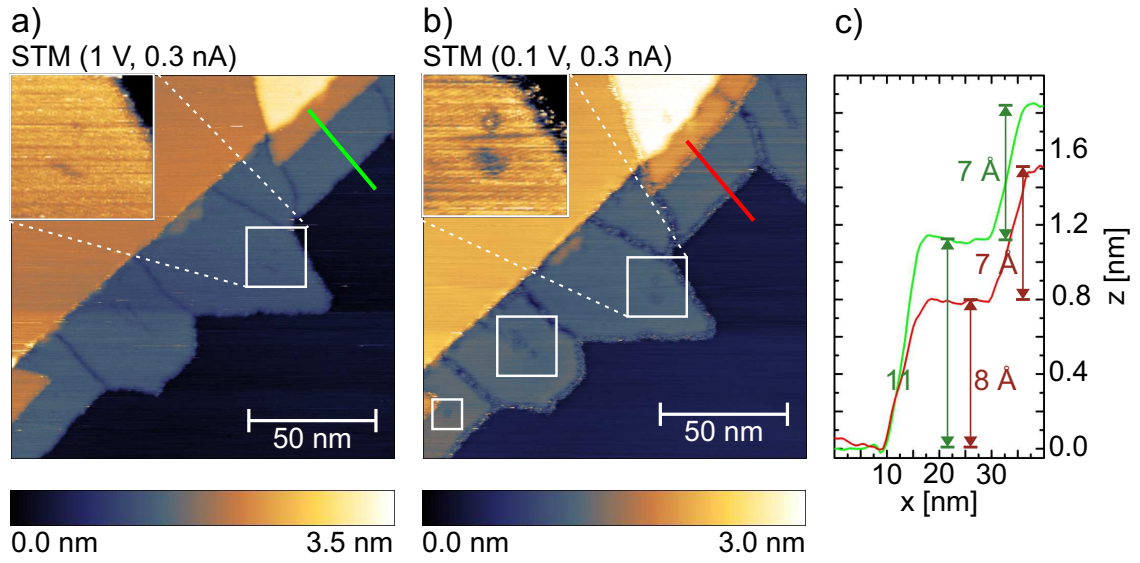 a)
STM (1 V, 0.3 nA)
50 nm
0.0 nm
3.5 nm
b)
STM (0.1 V, 0.3 nA)
50 nm
0.0 nm
3.0 nm
c)
7 Å
7 Å
11
8 Å
1.6
1.2
0.8
0.4
0.0
z [nm]
10 20 30
x [nm]